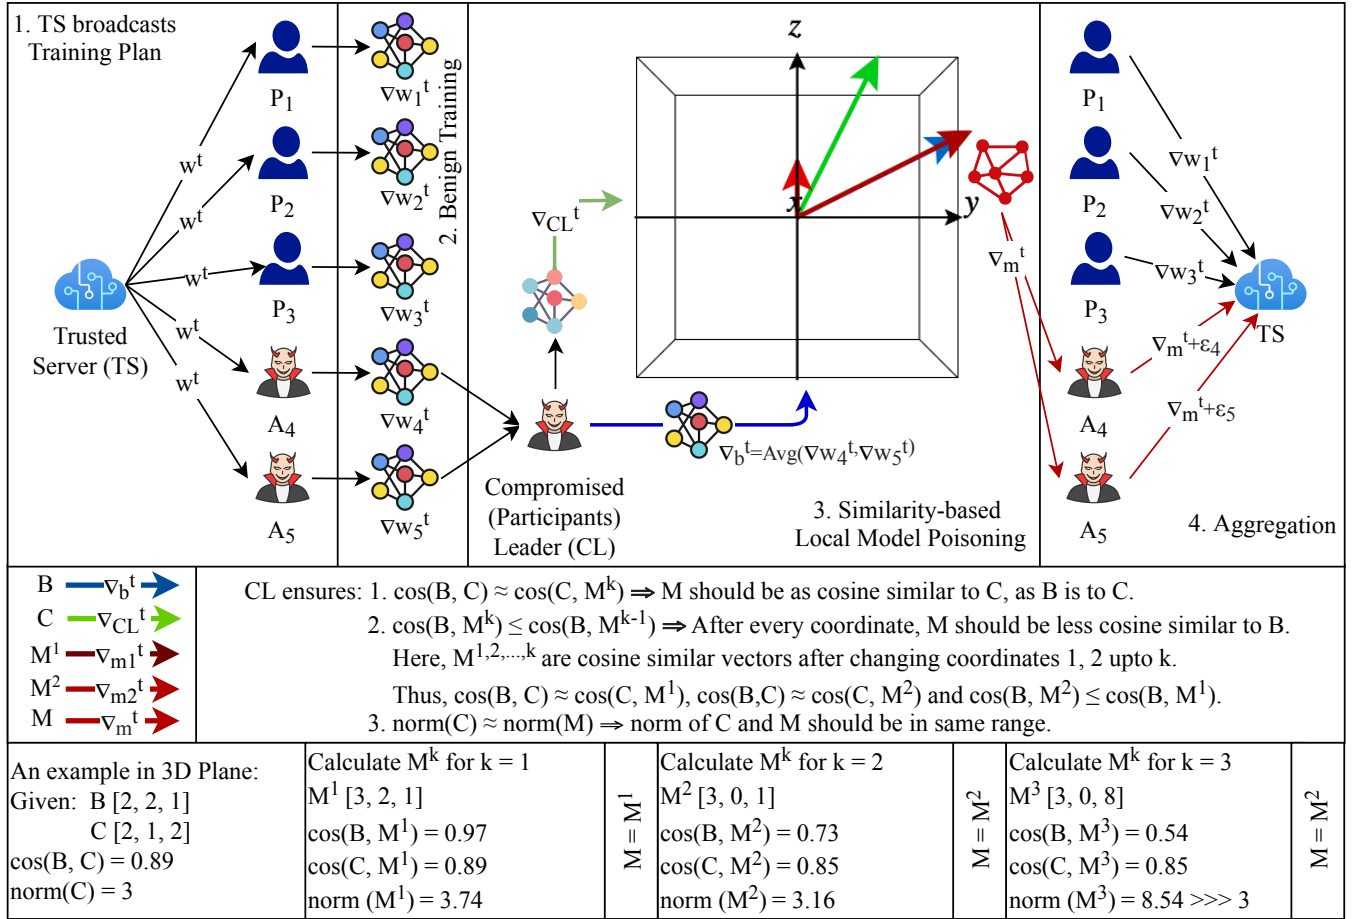 1. TS broadcasts
Training Plan
Trusted
Server (TS)
wᵗ
wᵗ
wᵗ
wᵗ
wᵗ
P₁
P₂
P₃
A₄
A₅
∇w₁ᵗ
∇w₂ᵗ
∇w₃ᵗ
∇w₄ᵗ
∇w₅ᵗ
2. Benign Training
∇CLᵗ
Compromised
(Participants)
Leader (CL)
z
x
y
∇bᵗ=Avg(∇w₄ᵗ,∇w₅ᵗ)
3. Similarity-based
Local Model Poisoning
∇mᵗ
P₁
P₂
P₃
A₄
A₅
∇w₁ᵗ
∇w₂ᵗ
∇w₃ᵗ
∇mᵗ+ε₄
∇mᵗ+ε₅
TS
4. Aggregation
B ∇bᵗ
C ∇CLᵗ
M¹ ∇m1ᵗ
M² ∇m2ᵗ
M ∇mᵗ
CL ensures: 1. cos(B, C) ≈ cos(C, Mᵏ) ⇒ M should be as cosine similar to C, as B is to C.
2. cos(B, Mᵏ) ≤ cos(B, Mᵏ⁻¹) ⇒ After every coordinate, M should be less cosine similar to B.
Here, M¹,²,...,ᵏ are cosine similar vectors after changing coordinates 1, 2 upto k.
Thus, cos(B, C) ≈ cos(C, M¹), cos(B,C) ≈ cos(C, M²) and cos(B, M²) ≤ cos(B, M¹).
3. norm(C) ≈ norm(M) ⇒ norm of C and M should be in same range.
An example in 3D Plane:
Given: B [2, 2, 1]
C [2, 1, 2]
cos(B, C) = 0.89
norm(C) = 3
Calculate Mᵏ for k = 1
M¹ [3, 2, 1]
cos(B, M¹) = 0.97
cos(C, M¹) = 0.89
norm (M¹) = 3.74
M = M¹
Calculate Mᵏ for k = 2
M² [3, 0, 1]
cos(B, M²) = 0.73
cos(C, M²) = 0.85
norm (M²) = 3.16
M = M²
Calculate Mᵏ for k = 3
M³ [3, 0, 8]
cos(B, M³) = 0.54
cos(C, M³) = 0.85
norm (M³) = 8.54 >>> 3
M = M²